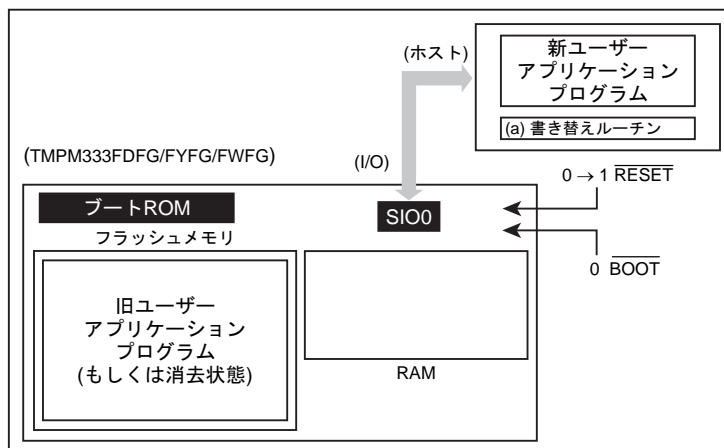 (ホスト)
新ユーザー
アプリケーション
プログラム
(a) 書き替えルーチン
(TMPM333FDFG/FYFG/FWFG)
(I/O)
0 → 1 RESET
ブートROM
SIO0
フラッシュメモリ
0 BOOT
旧ユーザー
アプリケーション
プログラム
(もしくは消去状態)
RAM